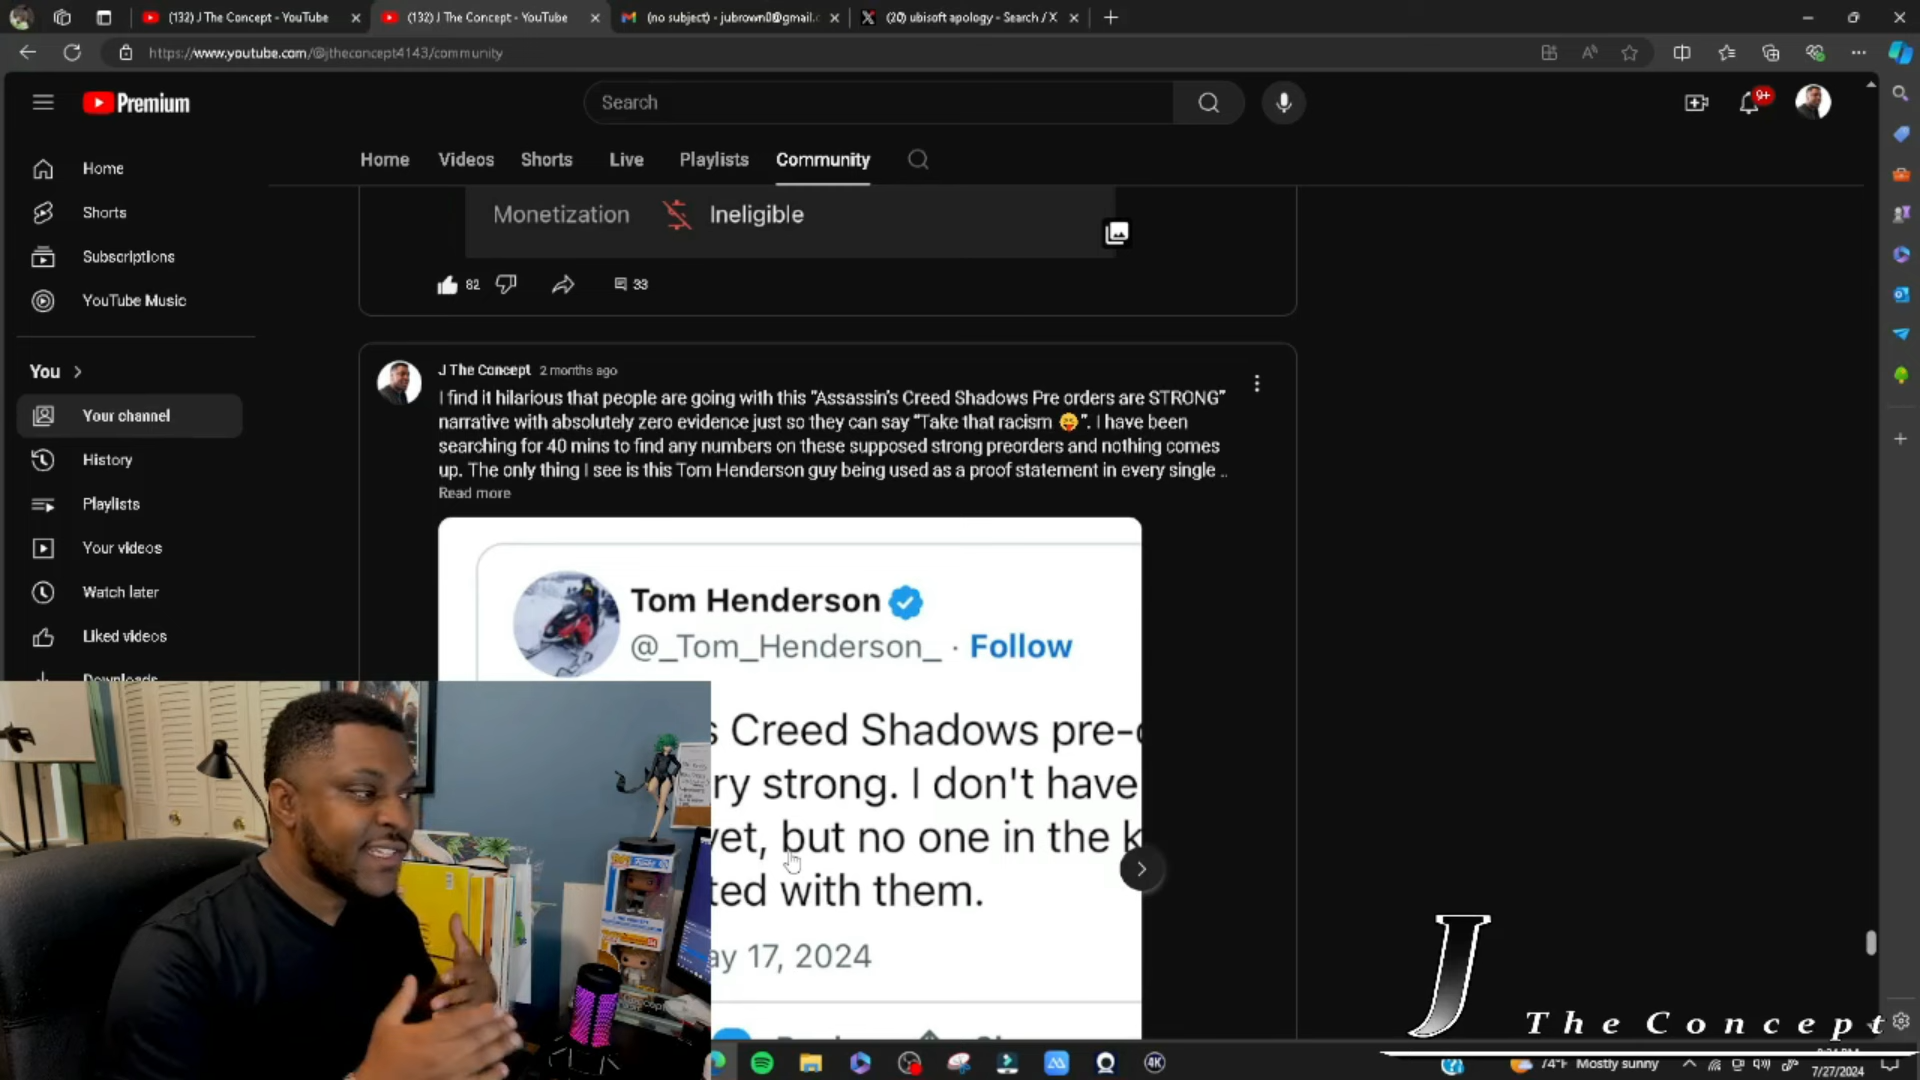 (132) J The Concept - YouTube
(132) J The Concept - YouTube
(no subject) - jubrown0@gmail.c
(20) ubisoft apology - Search / X
https://www.youtube.com/@jtheconcept4143/community
Premium
Search
9+
Home
Videos
Shorts
Live
Playlists
Community
Home
Shorts
Subscriptions
YouTube Music
You
Your channel
History
Playlists
Your videos
Watch later
Liked videos
Downloads
Monetization
Ineligible
82
33
J The Concept 2 months ago
I find it hilarious that people are going with this "Assassin's Creed Shadows Pre orders are STRONG"
narrative with absolutely zero evidence just so they can say "Take that racism 😝". I have been
searching for 40 mins to find any numbers on these supposed strong preorders and nothing comes
up. The only thing I see is this Tom Henderson guy being used as a proof statement in every single ..
Read more
Tom Henderson
@_Tom_Henderson_ · Follow
s Creed Shadows pre-
ry strong. I don't have
yet, but no one in the k
ted with them.
ay 17, 2024
J
The Concept
4K
74°F Mostly sunny
7/27/2024